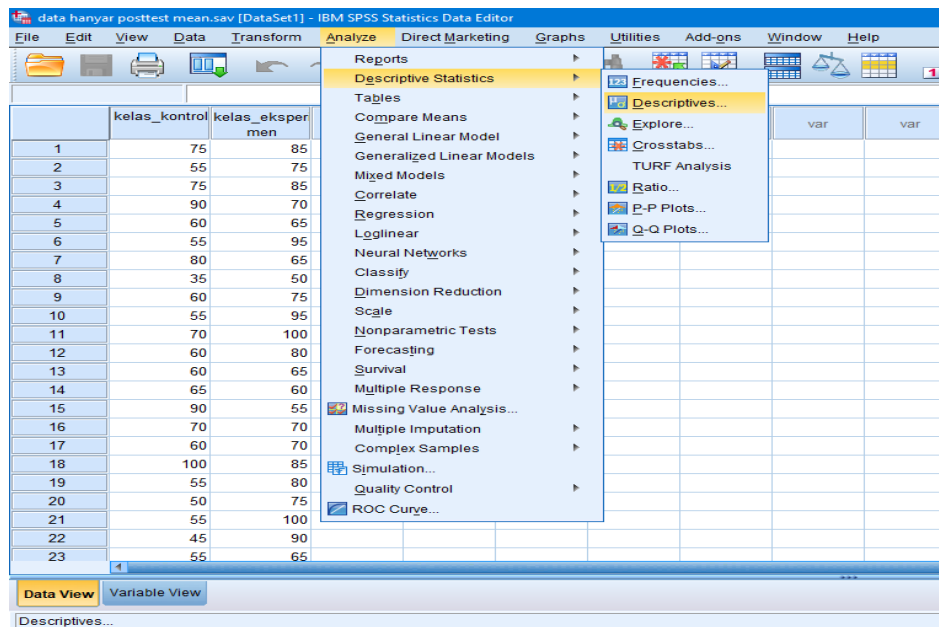 data hanyar posttest mean.sav [DataSet1] - IBM SPSS Statistics Data Editor
File Edit View Data Transform Analyze Direct Marketing Graphs Utilities Add-ons Window Help
Reports
Descriptive Statistics
Tables
Compare Means
General Linear Model
Generalized Linear Models
Mixed Models
Correlate
Regression
Loglinear
Neural Networks
Classify
Dimension Reduction
Scale
Nonparametric Tests
Forecasting
Survival
Multiple Response
Missing Value Analysis...
Multiple Imputation
Complex Samples
Simulation...
Quality Control
ROC Curve...
123 Frequencies...
Descriptives...
Explore...
Crosstabs...
TURF Analysis
1/2 Ratio...
P-P Plots...
Q-Q Plots...
kelas_kontrol kelas_eksper
men
var var
1 75 85
2 55 75
3 75 85
4 90 70
5 60 65
6 55 95
7 80 65
8 35 50
9 60 75
10 55 95
11 70 100
12 60 80
13 60 65
14 65 60
15 90 55
16 70 70
17 60 70
18 100 85
19 55 80
20 50 75
21 55 100
22 45 90
23 55 65
Data View Variable View
Descriptives...